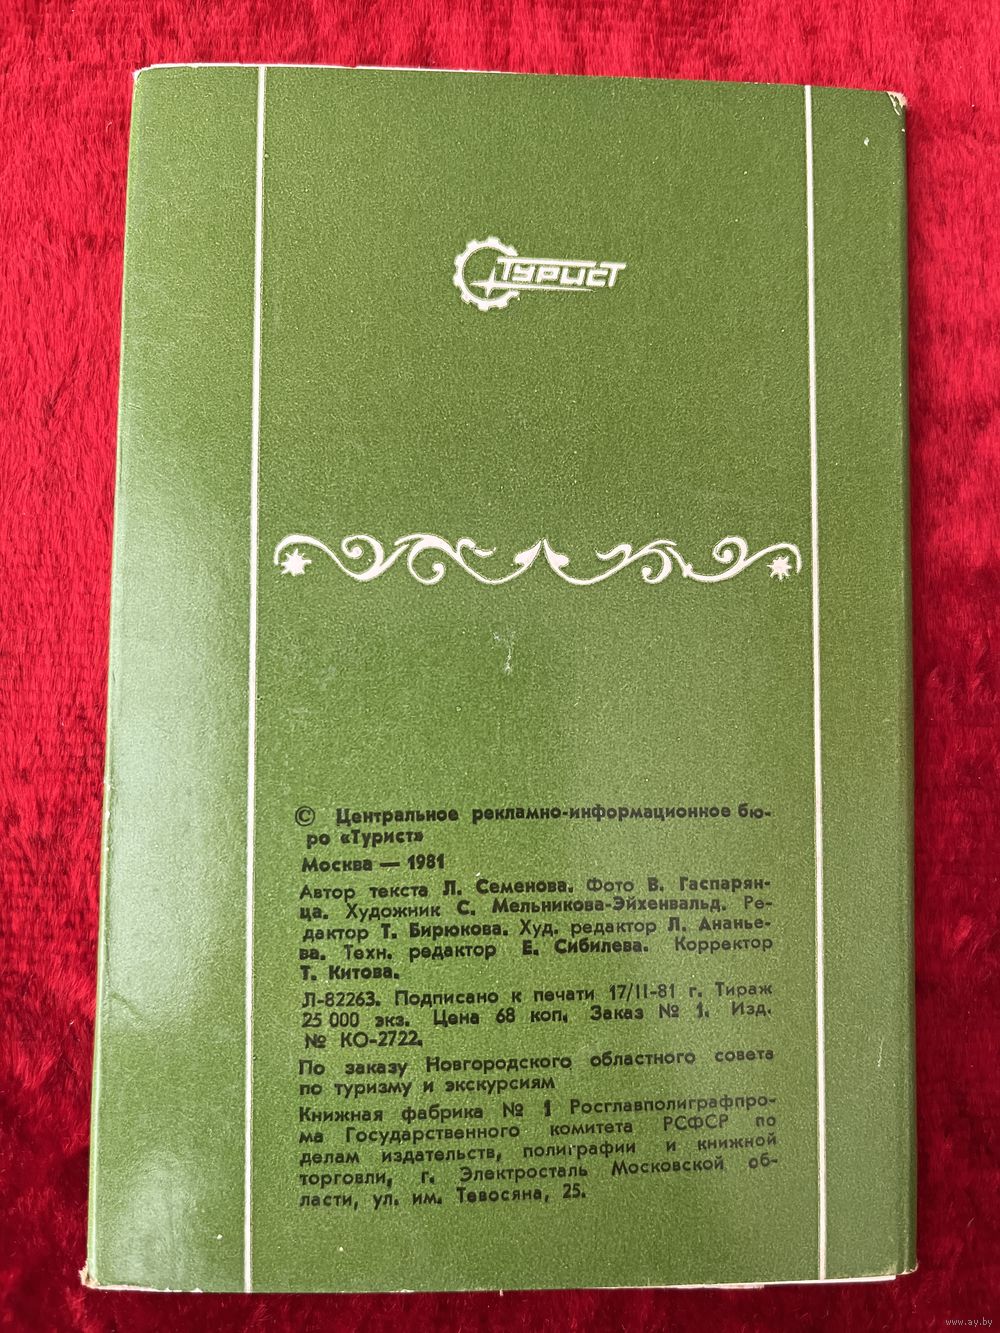 ТУРИСТ
© Центральное рекламно-информационное бю-
ро «Турист»
Москва — 1981
Автор текста Л. Семенова. Фото В. Гаспарян-
ца. Художник С. Мельникова-Эйхенвальд. Ре-
дактор Т. Бирюкова. Худ. редактор Л. Ананье-
ва. Техн. редактор Е. Сибилева. Корректор
Т. Китова.
Л-82263. Подписано к печати 17/II-81 г. Тираж
25 000 экз. Цена 68 коп. Заказ № 1. Изд.
№ КО-2722.
По заказу Новгородского областного совета
по туризму и экскурсиям
Книжная фабрика № 1 Росглавполиграфпро-
ма Государственного комитета РСФСР по
делам издательств, полиграфии и книжной
торговли, г. Электросталь Московской об-
ласти, ул. им. Тевосяна, 25.
www.ay.by